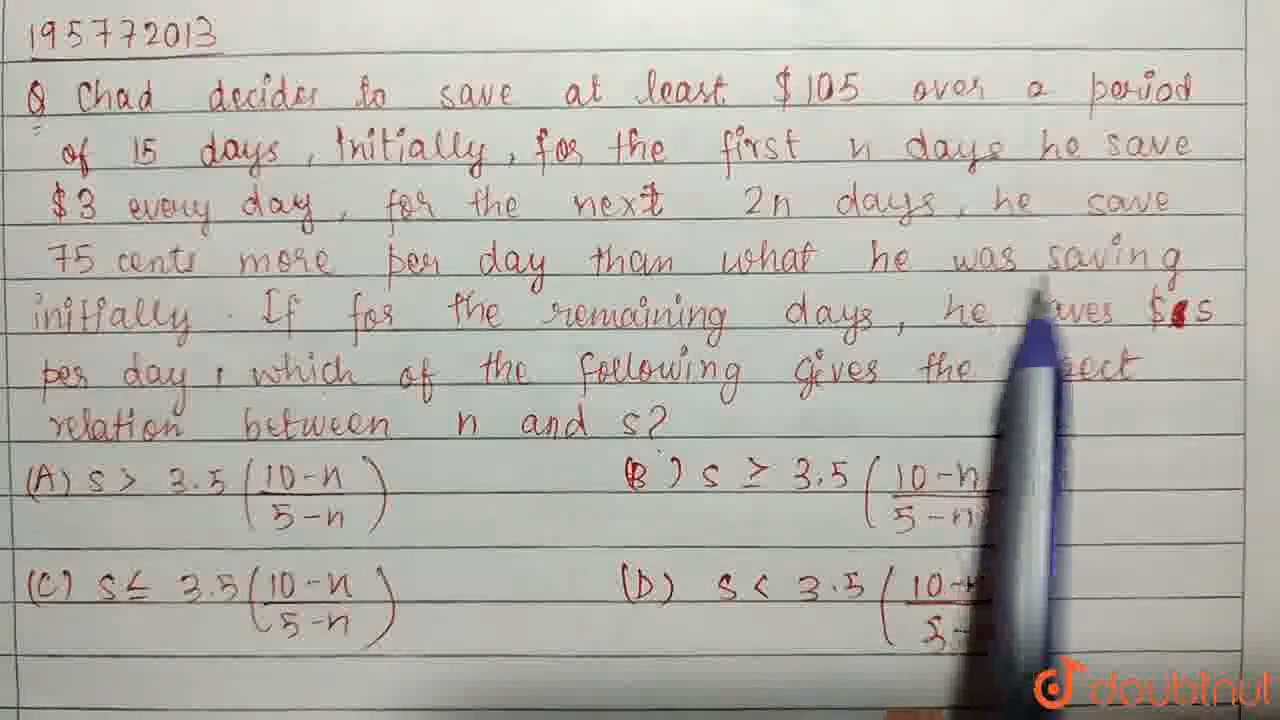 195772013
Q Chad decides to save at least $105 over a period
of 15 days, Initially, for the first n days he save
$3 every day, for the next 2n days, he save
75 cents more per day than what he was saving
initially. If for the remaining days, he $ s
per day, which of the following gives the
relation between n and s?
(A) s > 3.5 (10-n / 5-n) (B) s ≥ 3.5 (10-n / 5-n
(C) s ≤ 3.5 (10-n / 5-n) (D) s < 3.5 (10- / 5-
doubtnut